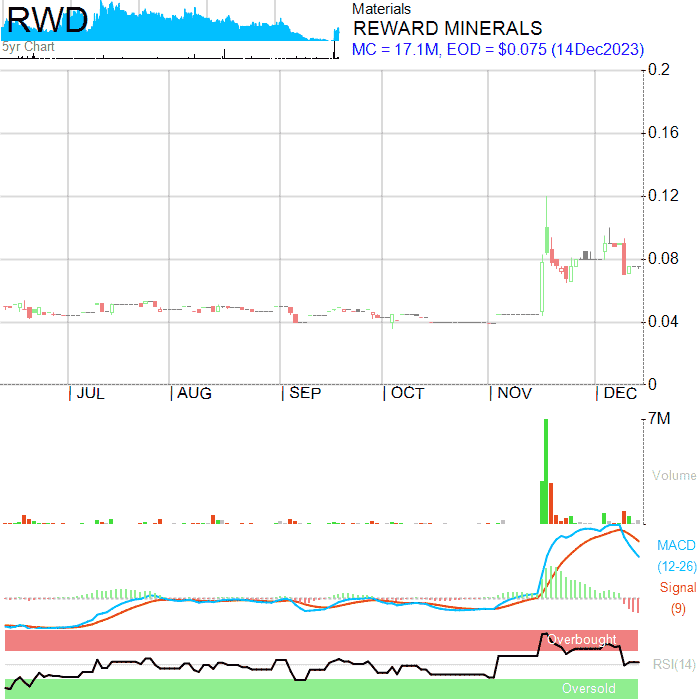 RWD
5yr Chart
Materials
REWARD MINERALS
MC = 17.1M, EOD = $0.075 (14Dec2023)
0.2
0.16
0.12
0.08
0.04
0
JUL AUG SEP OCT NOV DEC
7M
Volume
MACD
(12-26)
Signal
(9)
Overbought
RSI(14)
Oversold